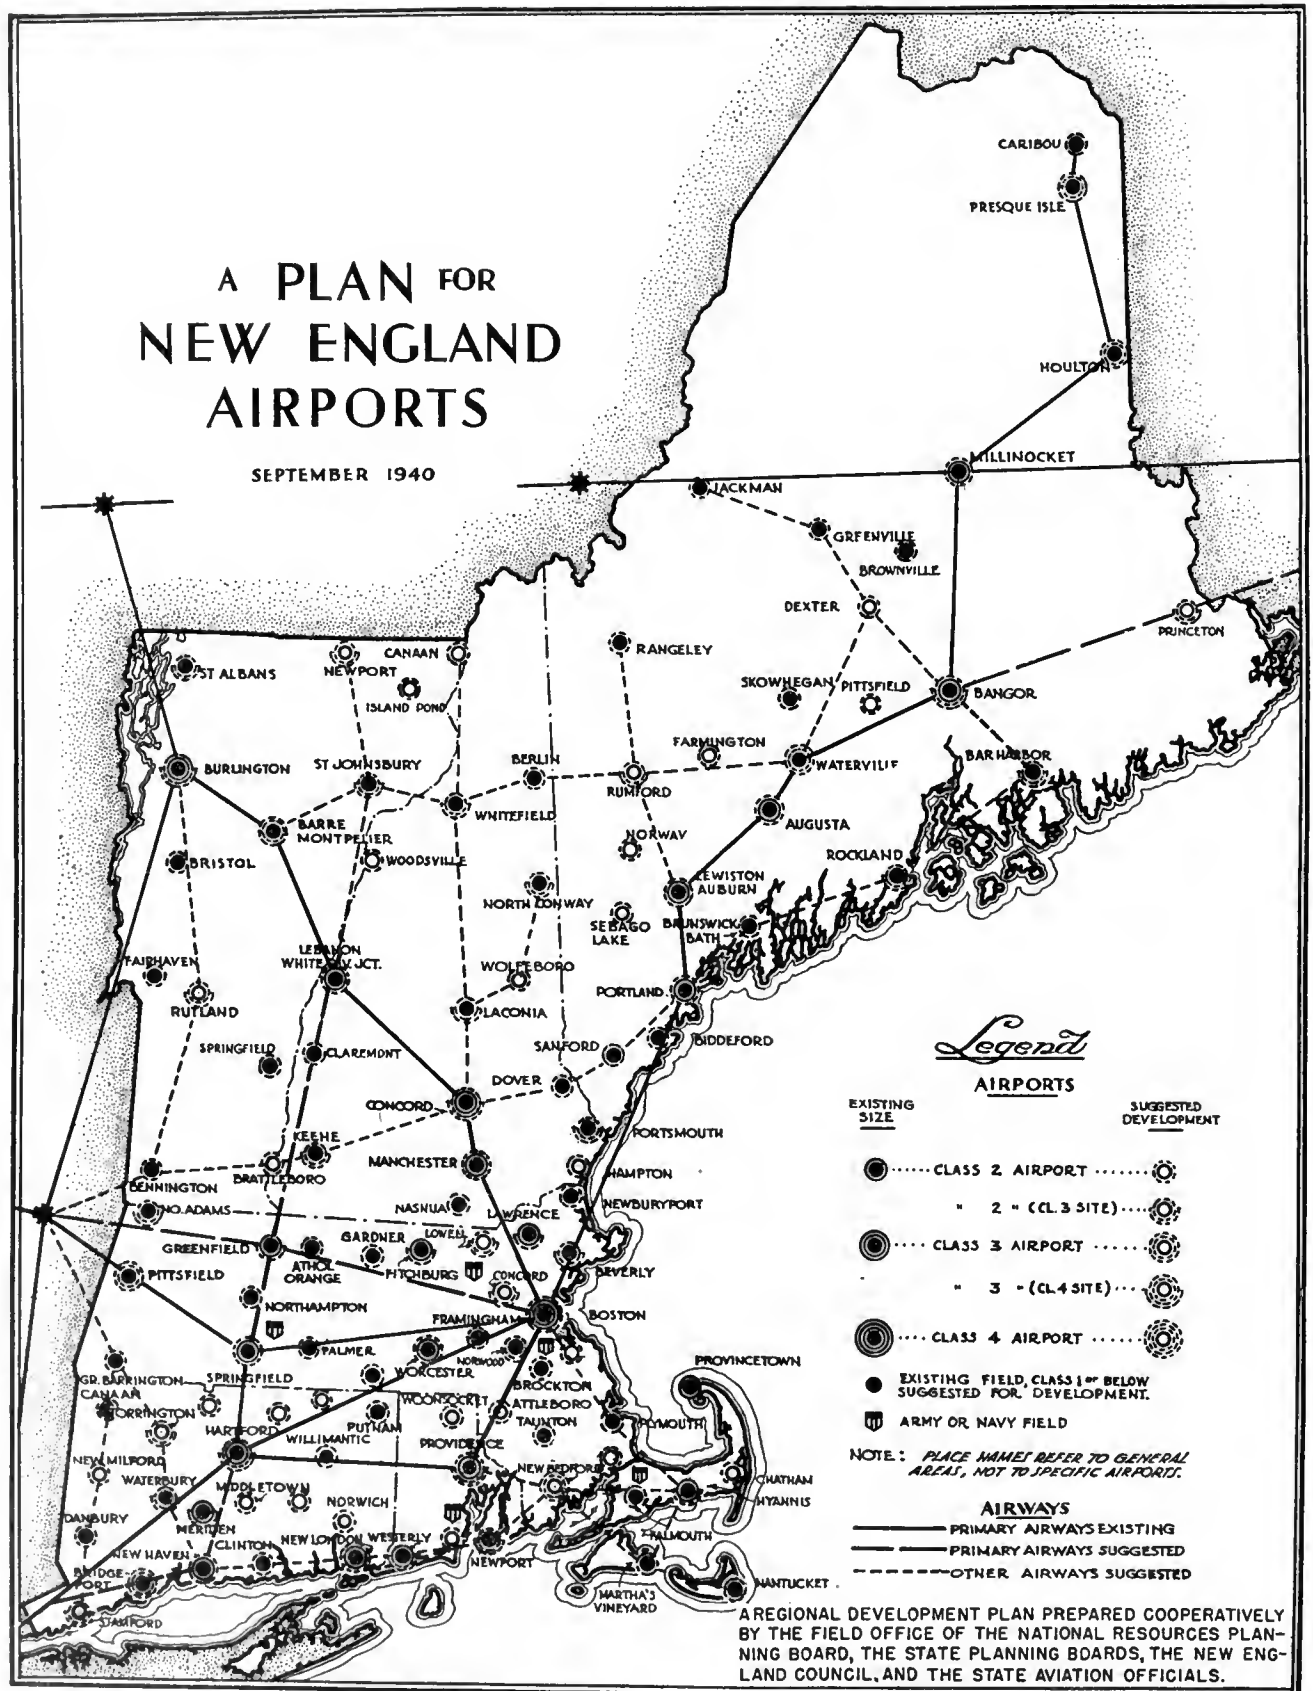 A PLAN FOR
NEW ENGLAND
AIRPORTS
SEPTEMBER 1940
CARIBOU
PRESQUE ISLE
HOULTON
MILLINOCKET
JACKMAN
GREENVILLE
BROWNVILLE
DEXTER
PRINCETON
CANAAN
NEWPORT
ST ALBANS
ISLAND POND
RANGELEY
SKOWHEGAN
PITTSFIELD
BANGOR
BURLINGTON
ST JOHNSBURY
BERLIN
FARMINGTON
WATERVILLE
BAR HARBOR
RUMFORD
WHITEFIELD
BARRE
MONTPELIER
AUGUSTA
NORWAY
BRISTOL
WOODSVILLE
ROCKLAND
LEWISTON
AUBURN
NORTH CONWAY
SEBAGO
LAKE
BRUNSWICK
BATH
LEBANON
WHITE RIV. JCT.
FAIRHAVEN
WOLFEBORO
PORTLAND
RUTLAND
LACONIA
SPRINGFIELD
CLAREMONT
SANFORD
BIDDEFORD
DOVER
CONCORD
KEENE
PORTSMOUTH
MANCHESTER
HAMPTON
BENNINGTON
BRATTLEBORO
NASHUA
NEWBURYPORT
NO. ADAMS
LAWRENCE
GREENFIELD
GARDNER
LOWELL
ATHOL
ORANGE
FITCHBURG
CONCORD
BEVERLY
PITTSFIELD
NORTHAMPTON
FRAMINGHAM
BOSTON
PALMER
NORWOOD
PROVINCETOWN
GR. BARRINGTON
SPRINGFIELD
WORCESTER
BROCKTON
CANAAN
TORRINGTON
WOONSOCKET
ATTLEBORO
HARTFORD
PUTNAM
TAUNTON
PLYMOUTH
WILLIMANTIC
PROVIDENCE
NEW MILFORD
NEW BEDFORD
WATERBURY
CHATHAM
MIDDLETOWN
HYANNIS
NORWICH
DANBURY
MERIDEN
NEW LONDON
WESTERLY
FALMOUTH
CLINTON
NEW HAVEN
NEWPORT
BRIDGE-
PORT
NANTUCKET
MARTHA'S
VINEYARD
STAMFORD
Legend
AIRPORTS
EXISTING
SIZE
SUGGESTED
DEVELOPMENT
CLASS 2 AIRPORT
" 2 " (CL. 3 SITE)
CLASS 3 AIRPORT
" 3 " (CL. 4 SITE)
CLASS 4 AIRPORT
EXISTING FIELD, CLASS 1 OR BELOW
SUGGESTED FOR DEVELOPMENT.
ARMY OR NAVY FIELD
NOTE: PLACE NAMES REFER TO GENERAL
AREAS, NOT TO SPECIFIC AIRPORTS.
AIRWAYS
PRIMARY AIRWAYS EXISTING
PRIMARY AIRWAYS SUGGESTED
OTHER AIRWAYS SUGGESTED
A REGIONAL DEVELOPMENT PLAN PREPARED COOPERATIVELY
BY THE FIELD OFFICE OF THE NATIONAL RESOURCES PLAN-
NING BOARD, THE STATE PLANNING BOARDS, THE NEW ENG-
LAND COUNCIL, AND THE STATE AVIATION OFFICIALS.